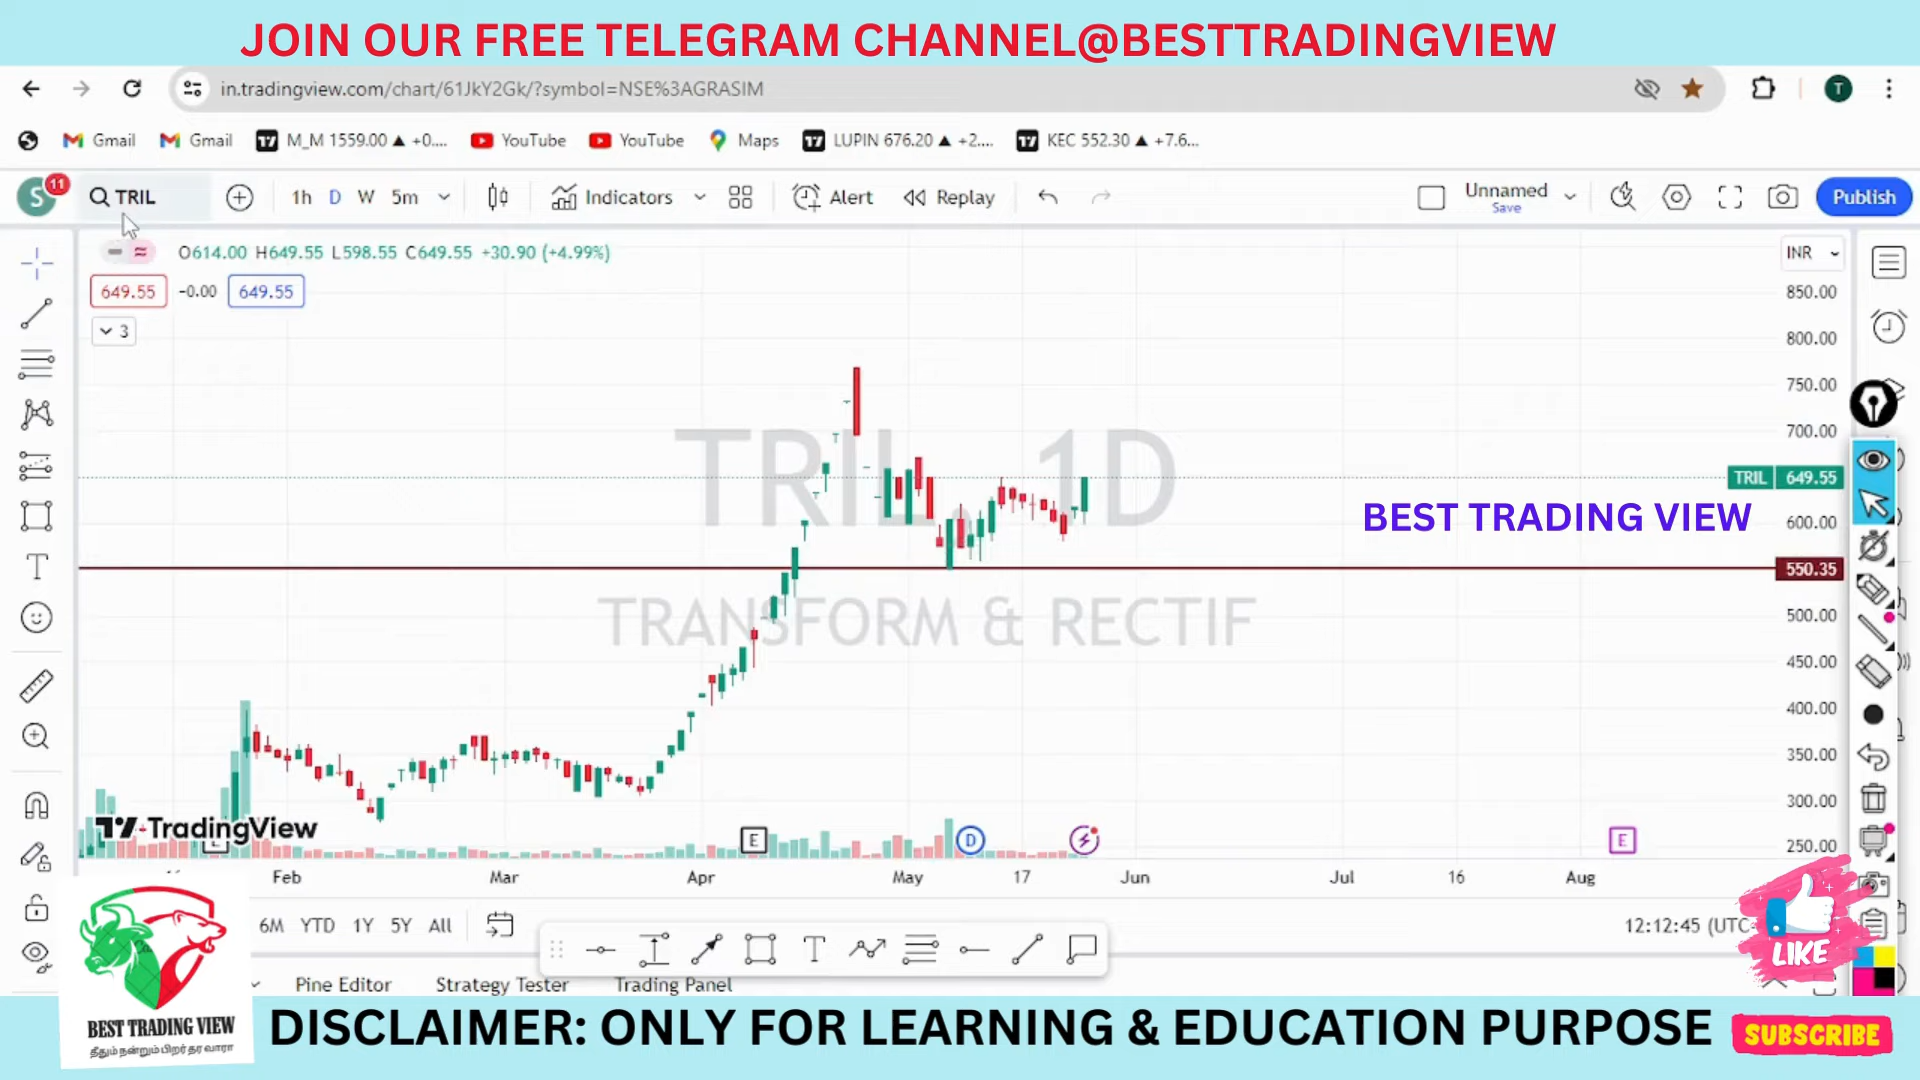 JOIN OUR FREE TELEGRAM CHANNEL@BESTTRADINGVIEW
in.tradingview.com/chart/61JkY2Gk/?symbol=NSE%3AGRASIM
T
Gmail Gmail M_M 1559.00 ▲ +0.... YouTube YouTube Maps LUPIN 676.20 ▲ +2.... KEC 552.30 ▲ +7.6...
S 11 TRIL 1h D W 5m Indicators Alert Replay Unnamed Publish
Save
O614.00 H649.55 L598.55 C649.55 +30.90 (+4.99%) INR
649.55 -0.00 649.55
3
850.00
800.00
750.00
700.00
TRIL, 1D
TRIL 649.55
BEST TRADING VIEW
600.00
550.35
TRANSFORM & RECTIF
500.00
450.00
400.00
350.00
300.00
TradingView
E D E
250.00
Feb Mar Apr May 17 Jun Jul 16 Aug
6M YTD 1Y 5Y All 12:12:45 (UTC-
LIKE
Pine Editor Strategy Tester Trading Panel
BEST TRADING VIEW
தீதும் நன்றும் பிறர் தர வாரா
DISCLAIMER: ONLY FOR LEARNING & EDUCATION PURPOSE
SUBSCRIBE